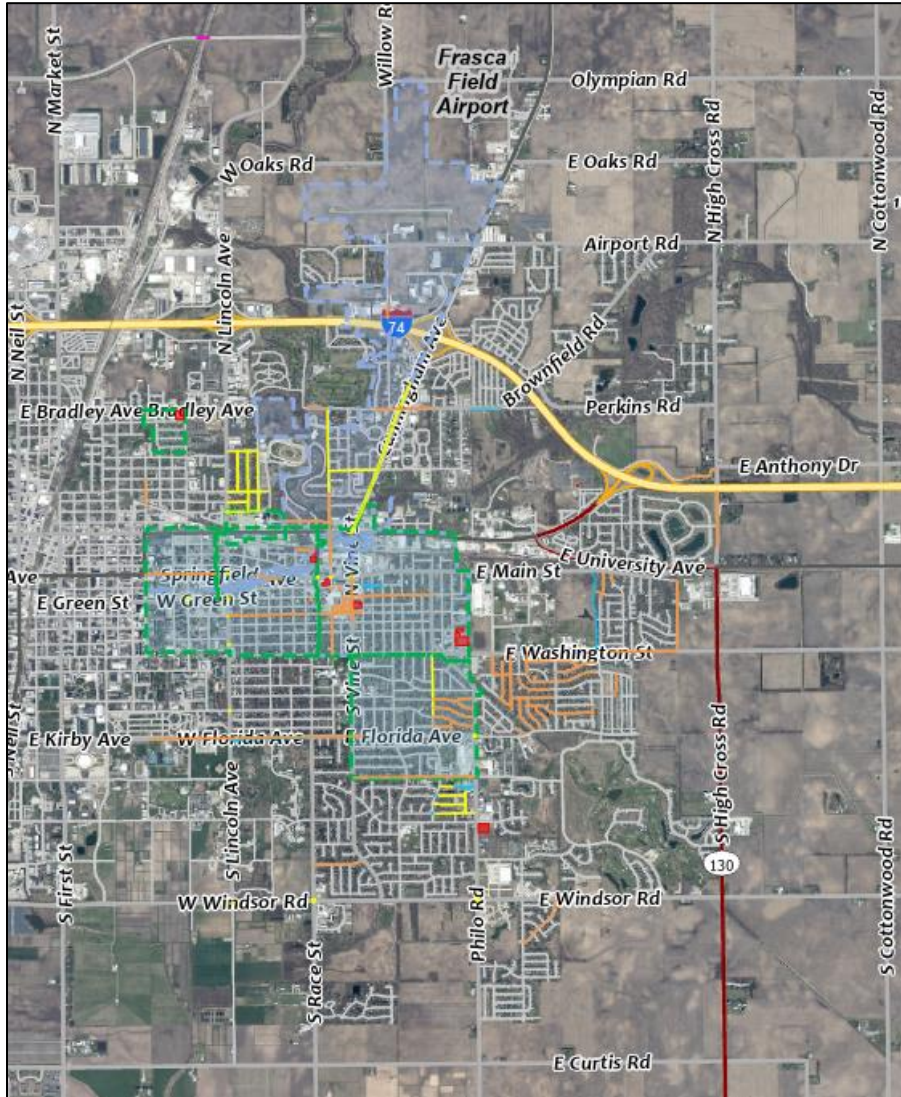 N Market St
Willow R
Frasca
Field
Airport
Olympian Rd
N High Cross Rd
N Cottonwood Rd
W Oaks Rd
E Oaks Rd
1
Airport Rd
N Neil St
N Lincoln Ave
74
Brownfield Rd
E Bradley Ave
Bradley Ave
Perkins Rd
E Anthony Dr
E University Ave
N Vine St
Ave
Springfield Ave
E Main St
E Green St
W Green St
E Washington St
S Vine St
E Kirby Ave
W Florida Ave
Florida Ave
S High Cross Rd
S Lincoln Ave
130
S First St
W Windsor Rd
E Windsor Rd
Philo Rd
S Race St
S Cottonwood Rd
E Curtis Rd